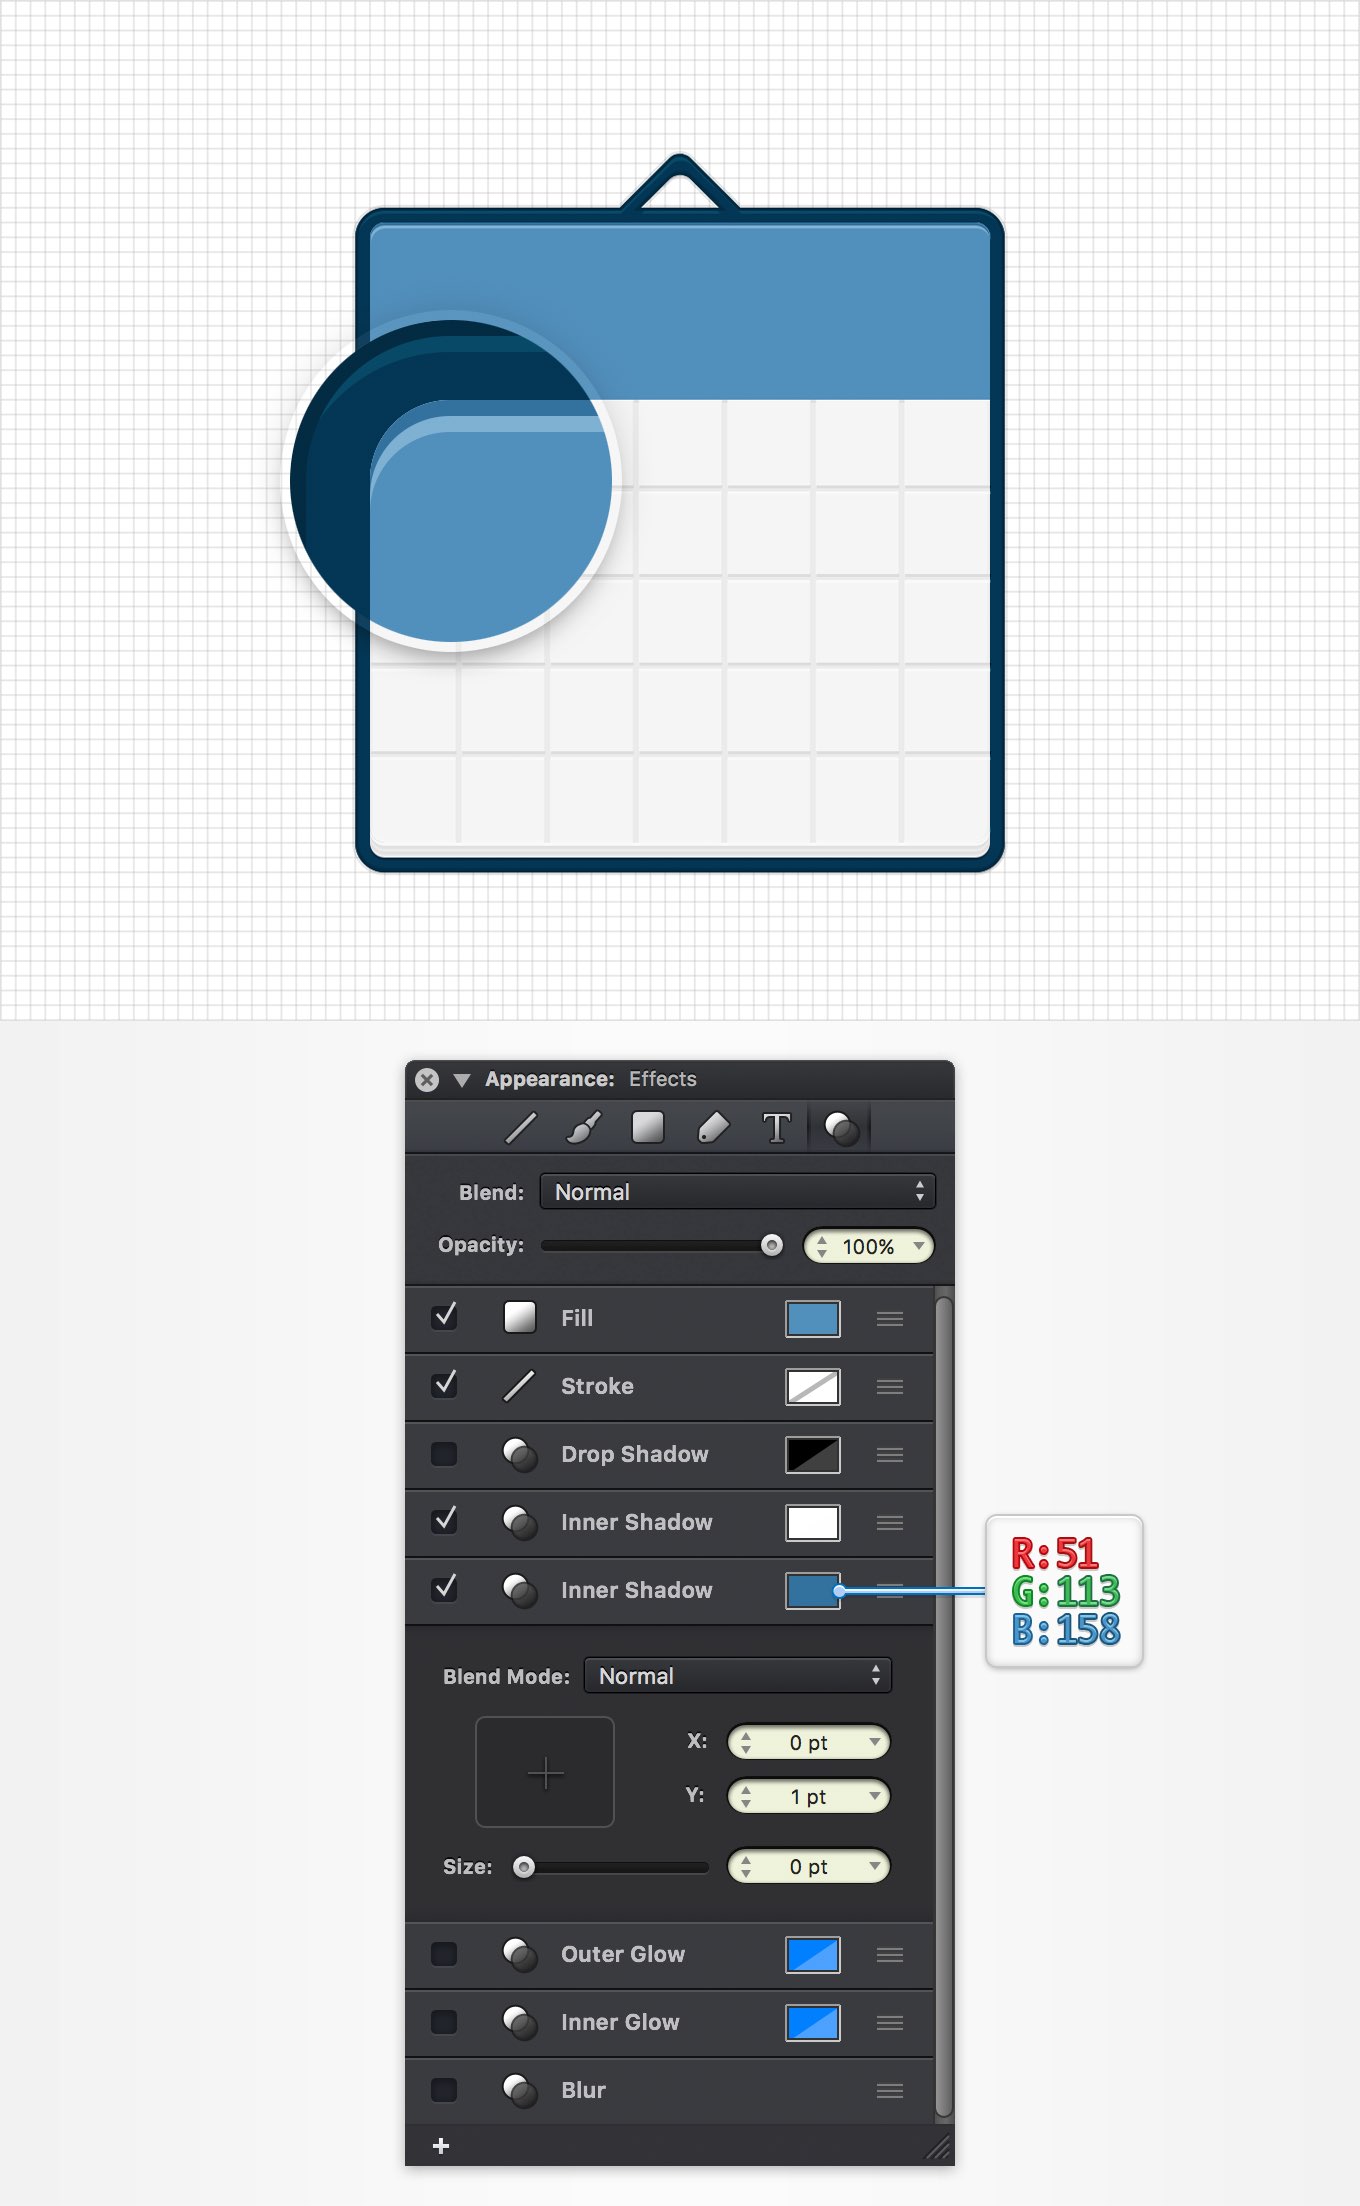 Appearance: Effects
T
Blend: Normal
Opacity: 100%
Fill
Stroke
Drop Shadow
Inner Shadow
Inner Shadow
R:51
G:113
B:158
Blend Mode: Normal
X: 0 pt
Y: 1 pt
Size: 0 pt
Outer Glow
Inner Glow
Blur